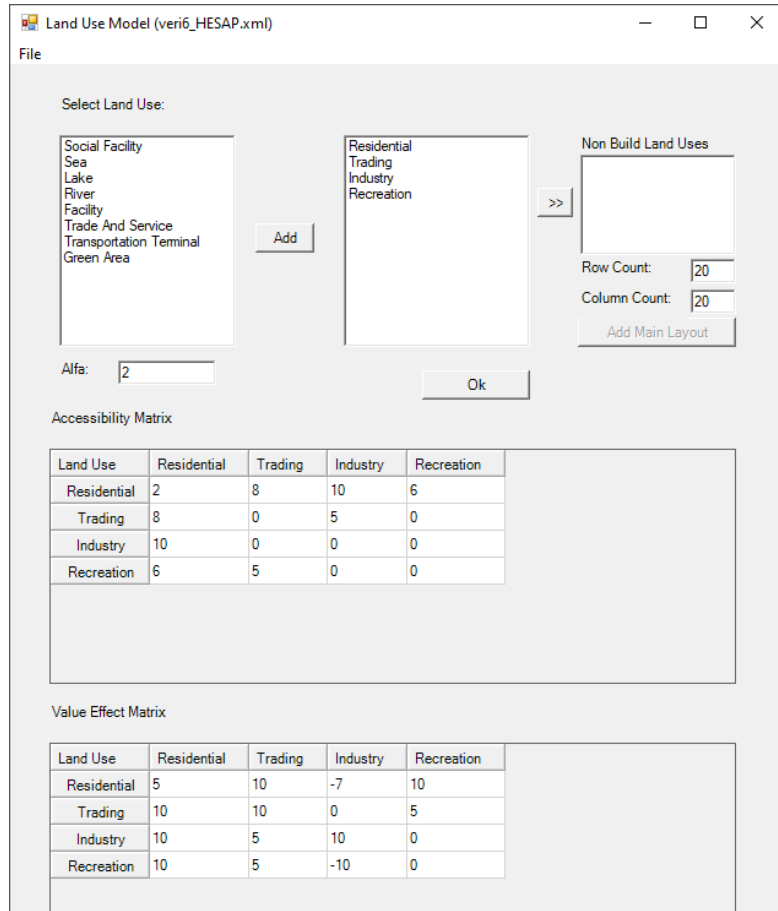 Land Use Model (veri6_HESAP.xml)
File
Select Land Use:
Social Facility
Sea
Lake
River
Facility
Trade And Service
Transportation Terminal
Green Area
Add
Residential
Trading
Industry
Recreation
>>
Non Build Land Uses
Row Count: 20
Column Count: 20
Add Main Layout
Alfa: 2
Ok
Accessibility Matrix
Land Use Residential Trading Industry Recreation
Residential 2 8 10 6
Trading 8 0 5 0
Industry 10 0 0 0
Recreation 6 5 0 0
Value Effect Matrix
Land Use Residential Trading Industry Recreation
Residential 5 10 -7 10
Trading 10 10 0 5
Industry 10 5 10 0
Recreation 10 5 -10 0